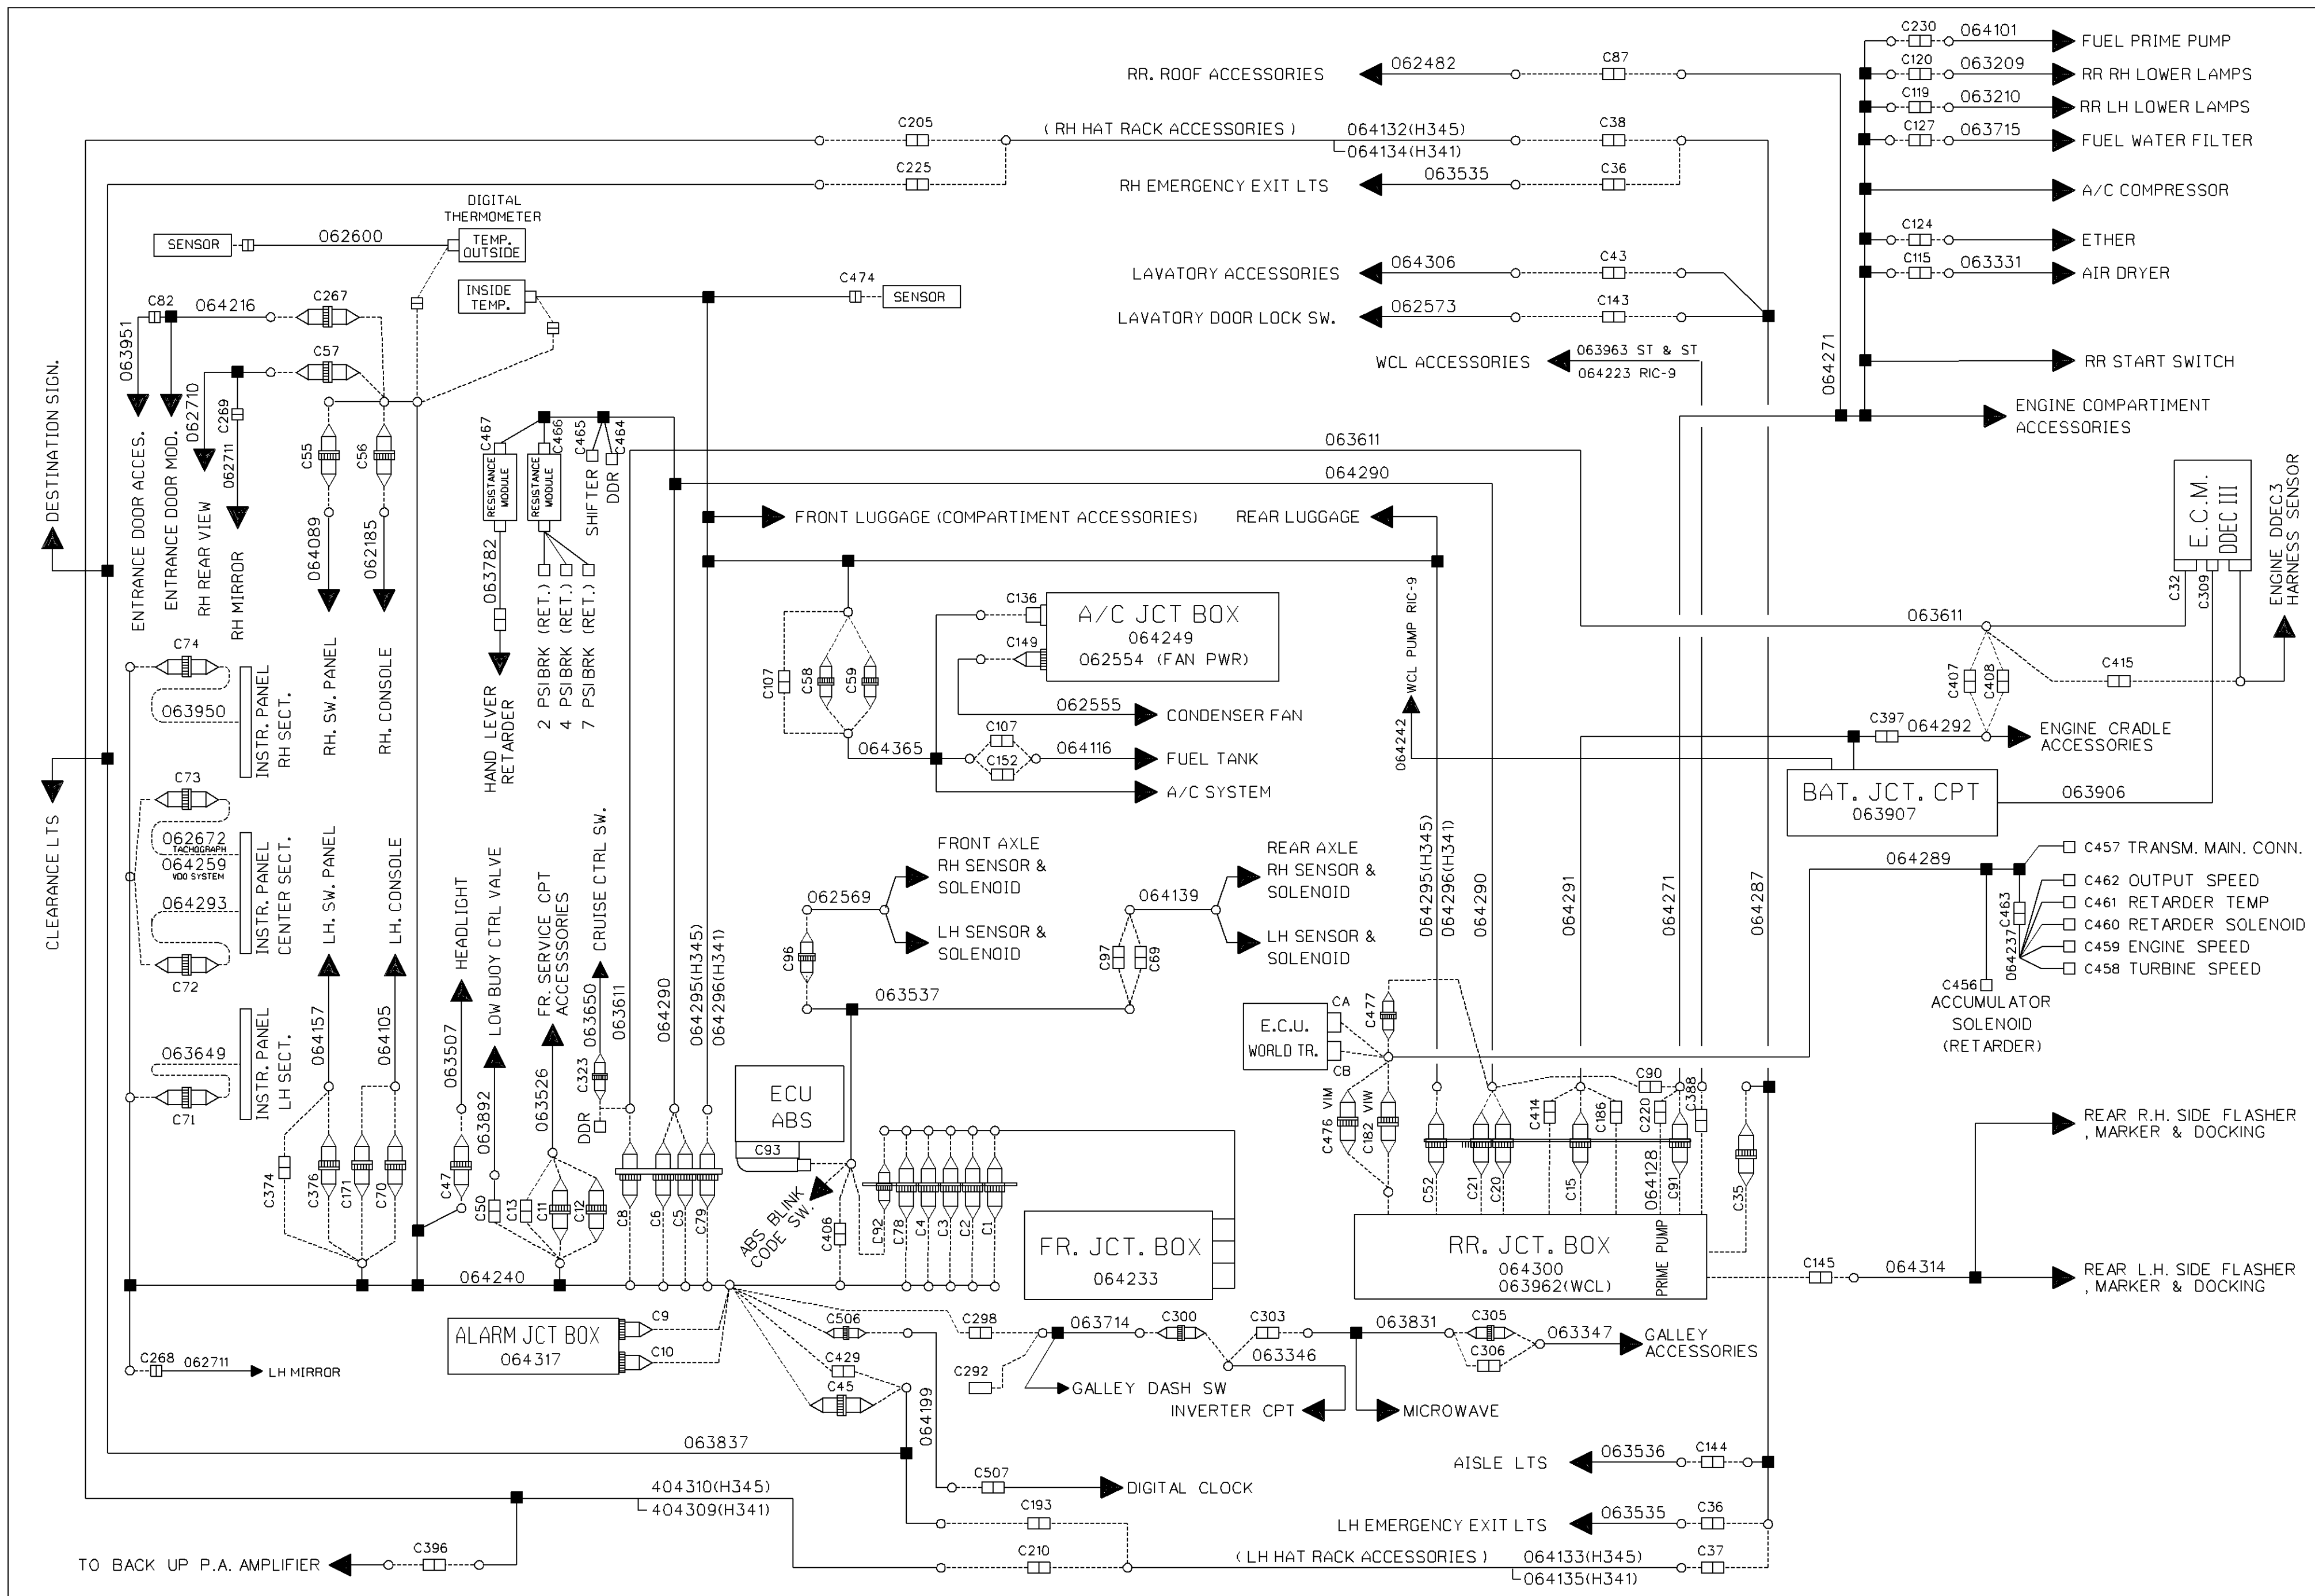 C230 064101 FUEL PRIME PUMP
C120 063209 RR RH LOWER LAMPS
C119 063210 RR LH LOWER LAMPS
C127 063715 FUEL WATER FILTER
A/C COMPRESSOR
C124 ETHER
C115 063331 AIR DRYER
RR START SWITCH
064271
ENGINE COMPARTMENT
ACCESSORIES
RR. ROOF ACCESSORIES 062482 C87
C205 ( RH HAT RACK ACCESSORIES ) 064132(H345) C38
064134(H341)
C225 RH EMERGENCY EXIT LTS 063535 C36
LAVATORY ACCESSORIES 064306 C43
LAVATORY DOOR LOCK SW. 062573 C143
WCL ACCESSORIES 063963 ST & ST
064223 RIC-9
DIGITAL
THERMOMETER
SENSOR 062600 TEMP.
OUTSIDE
INSIDE
TEMP.
C474 SENSOR
C82 064216 C267
063951
C57
062710
C269
062711
ENTRANCE DOOR ACCES.
ENTRANCE DOOR MOD.
RH REAR VIEW
RH MIRROR
DESTINATION SIGN.
CLEARANCE LTS
C55
C56
064089
062185
RH. SW. PANEL
RH. CONSOLE
C467
C466
C465
C464
RESISTANCE
MODULE
RESISTANCE
MODULE
SHIFTER
DDR
063782
HAND LEVER
RETARDER
2 PSI BRK (RET.)
4 PSI BRK (RET.)
7 PSI BRK (RET.)
063611
064290
FRONT LUGGAGE (COMPARTMENT ACCESSORIES) REAR LUGGAGE
C107
C58
C59
C136
C149
A/C JCT BOX
064249
062554 (FAN PWR)
062555 CONDENSER FAN
064365 C107 064116 FUEL TANK
C152
A/C SYSTEM
WCL PUMP RIC-9
064242
E.C.M.
DDEC III
C32
C309
ENGINE DDEC3
HARNESS SENSOR
063611
C407
C408
C415
C397 064292 ENGINE CRADLE
ACCESSORIES
BAT. JCT. CPT
063907
063906
C74
063950
INSTR. PANEL
RH SECT.
C73
062672
TACHOGRAPH
064259
VDO SYSTEM
064293
C72
INSTR. PANEL
CENTER SECT.
063649
C71
INSTR. PANEL
LH SECT.
LH. SW. PANEL
LH. CONSOLE
064157
064105
C374
C376
C171
C70
HEADLIGHT
063507
C47
LOW BUOY CTRL VALVE
063892
C50
FR. SERVICE CPT
ACCESSORIES
063526
C13
C11
C12
CRUISE CTRL SW.
063650
C323
DDR
063611
064290
064295(H345)
064296(H341)
C8
C6
C5
C79
FRONT AXLE
RH SENSOR &
SOLENOID
062569
LH SENSOR &
SOLENOID
C96
REAR AXLE
RH SENSOR &
SOLENOID
064139
LH SENSOR &
SOLENOID
C97
C69
063537
ECU
ABS
C93
ABS BLINK
CODE SW.
C406
C92
C78
C4
C3
C2
C1
FR. JCT. BOX
064233
064295(H345)
064296(H341)
064290
064291
064271
064287
E.C.U.
WORLD TR.
CA
CB
C477
C476 VIM
C182 VIW
C52
C21
C20
C414
C15
C186
C90
C220
C388
064128
C91
C35
RR. JCT. BOX
064300
063962(WCL)
PRIME PUMP
064289
C457 TRANSM. MAIN. CONN.
C462 OUTPUT SPEED
C461 RETARDER TEMP
C460 RETARDER SOLENOID
C459 ENGINE SPEED
C458 TURBINE SPEED
C463
064237
C456
ACCUMULATOR
SOLENOID
(RETARDER)
REAR R.H. SIDE FLASHER
, MARKER & DOCKING
C145 064314 REAR L.H. SIDE FLASHER
, MARKER & DOCKING
064240
ALARM JCT BOX
064317
C9
C10
C268 062711 LH MIRROR
C506
C429
C45
064199
C298 063714 C300 C303 063831 C305 063347 GALLEY
ACCESSORIES
C306
C292
063346
GALLEY DASH SW
INVERTER CPT
MICROWAVE
063837
C507 DIGITAL CLOCK
AISLE LTS 063536 C144
404310(H345)
404309(H341)
C193
LH EMERGENCY EXIT LTS 063535 C36
TO BACK UP P.A. AMPLIFIER C396
C210 ( LH HAT RACK ACCESSORIES ) 064133(H345) C37
064135(H341)